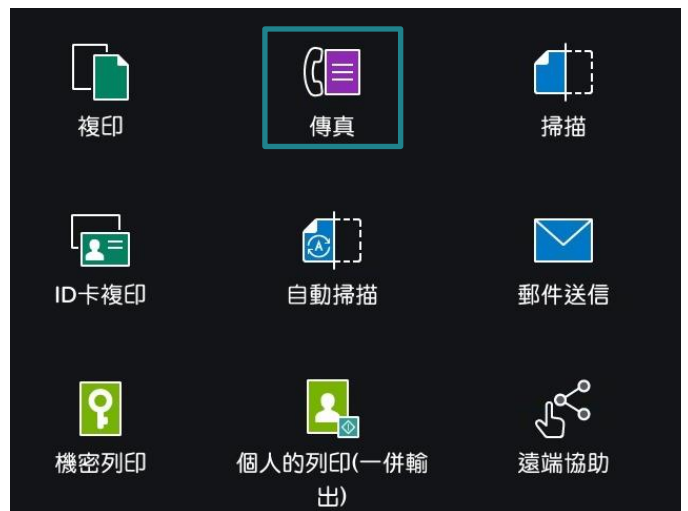 複印
傳真
掃描
ID卡複印
自動掃描
郵件送信
機密列印
個人的列印(一併輸
出)
遠端協助